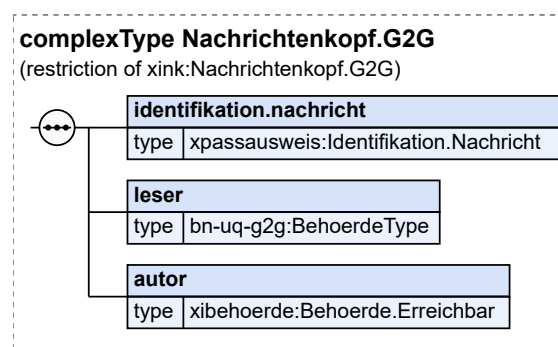 complexType Nachrichtenkopf.G2G
(restriction of xink:Nachrichtenkopf.G2G)
identifikation.nachricht
type xpassausweis:Identifikation.Nachricht
leser
type bn-uq-g2g:BehoerdeType
autor
type xibehoerde:Behoerde.Erreichbar